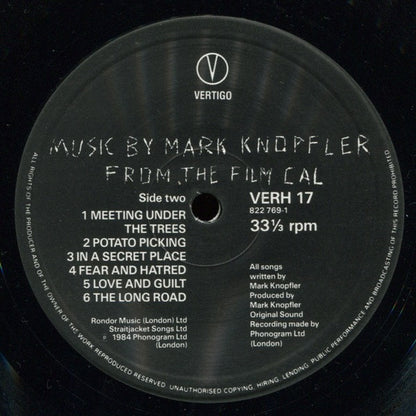 VERTIGO
MUSIC BY MARK KNOPFLER
FROM THE FILM CAL
Side two
VERH 17
822 769-1
33⅓ rpm
1 MEETING UNDER
THE TREES
2 POTATO PICKING
3 IN A SECRET PLACE
4 FEAR AND HATRED
5 LOVE AND GUILT
6 THE LONG ROAD
All songs
written by
Mark Knopfler
Produced by
Mark Knopfler
Original Sound
Recording made by
Phonogram Ltd
(London)
Rondor Music (London) Ltd
Straitjacket Songs Ltd
℗ 1984 Phonogram Ltd
(London)
ALL RIGHTS OF THE PRODUCER AND OF THE OWNER OF THE WORK REPRODUCED RESERVED. UNAUTHORISED COPYING, HIRING, LENDING, PUBLIC PERFORMANCE AND BROADCASTING OF THIS RECORD PROHIBITED.